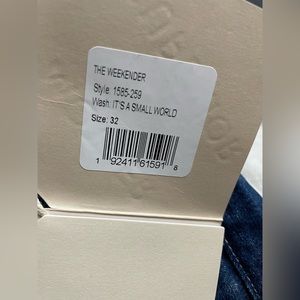 THE WEEKENDER
Style: 1585-259
Wash: IT'S A SMALL WORLD
Size: 32
1 92411 61591 8